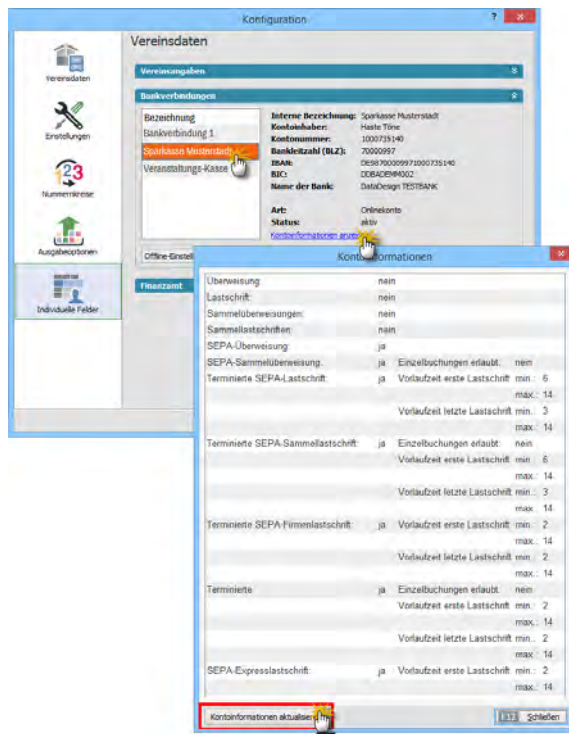 Konfiguration ?
Vereinsdaten
Vereinsdaten
Einstellungen
123
Nummernkreise
Ausgabeoptionen
Individuelle Felder
Vereinsangaben
Bankverbindungen
Bezeichnung
Bankverbindung 1
Sparkasse Musterstadt
Veranstaltungs-Kasse
Interne Bezeichnung: Sparkasse Musterstadt
Kontoinhaber: Haste Töne
Kontonummer: 1000735140
Bankleitzahl (BLZ): 70000997
IBAN: DE98700009971000735140
BIC: DDBADEMM002
Name der Bank: DataDesign TESTBANK
Art: Onlinekonto
Status: aktiv
Kontoinformationen
Offline-Einstel
Finanzamt
Überweisung: nein
Lastschrift: nein
Sammelüberweisungen: nein
Sammellastschriften: nein
SEPA-Überweisung: ja
SEPA-Sammelüberweisung: ja Einzelbuchungen erlaubt: nein
Terminierte SEPA-Lastschrift: ja Vorlaufzeit erste Lastschrift min.: 6
max.: 14
Vorlaufzeit letzte Lastschrift min.: 3
max.: 14
Terminierte SEPA-Sammellastschrift: ja Einzelbuchungen erlaubt: nein
Vorlaufzeit erste Lastschrift min.: 6
max.: 14
Vorlaufzeit letzte Lastschrift min.: 3
max.: 14
Terminierte SEPA-Firmenlastschrift: ja Vorlaufzeit erste Lastschrift min.: 2
max.: 14
Vorlaufzeit letzte Lastschrift min.: 2
max.: 14
Terminierte ja Einzelbuchungen erlaubt: nein
Vorlaufzeit erste Lastschrift min.: 2
max.: 14
Vorlaufzeit letzte Lastschrift min.: 2
max.: 14
SEPA-Expresslastschrift: ja Vorlaufzeit erste Lastschrift min.: 2
max.: 14
Kontoinformationen aktualisieren
F12 Schließen